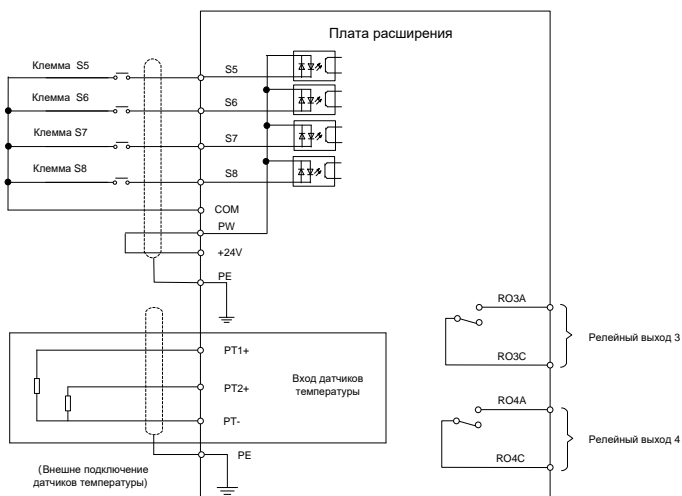 Плата расширения
Клемма S5
S5
Клемма S6
S6
Клемма S7
S7
Клемма S8
S8
COM
PW
+24V
PE
RO3A
Релейный выход 3
RO3C
PT1+
Вход датчиков
температуры
PT2+
PT-
RO4A
Релейный выход 4
RO4C
PE
(Внешне подключение
датчиков температуры)